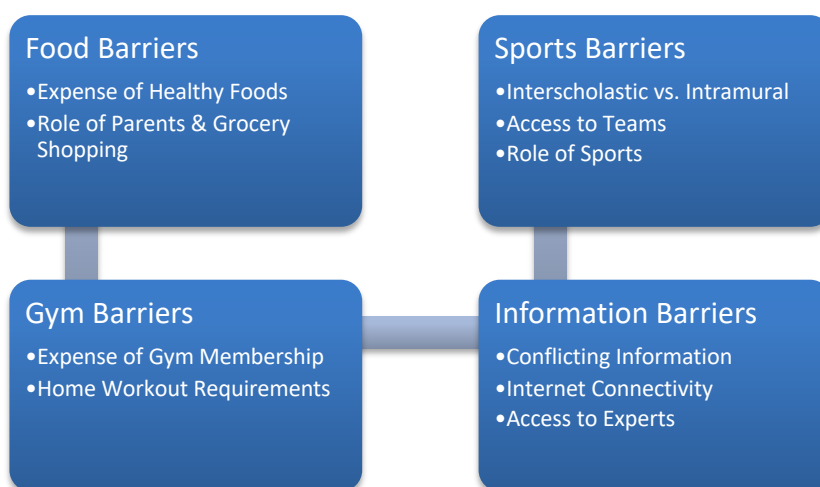 Food Barriers
•Expense of Healthy Foods
•Role of Parents & Grocery
Shopping
Sports Barriers
•Interscholastic vs. Intramural
•Access to Teams
•Role of Sports
Gym Barriers
•Expense of Gym Membership
•Home Workout Requirements
Information Barriers
•Conflicting Information
•Internet Connectivity
•Access to Experts